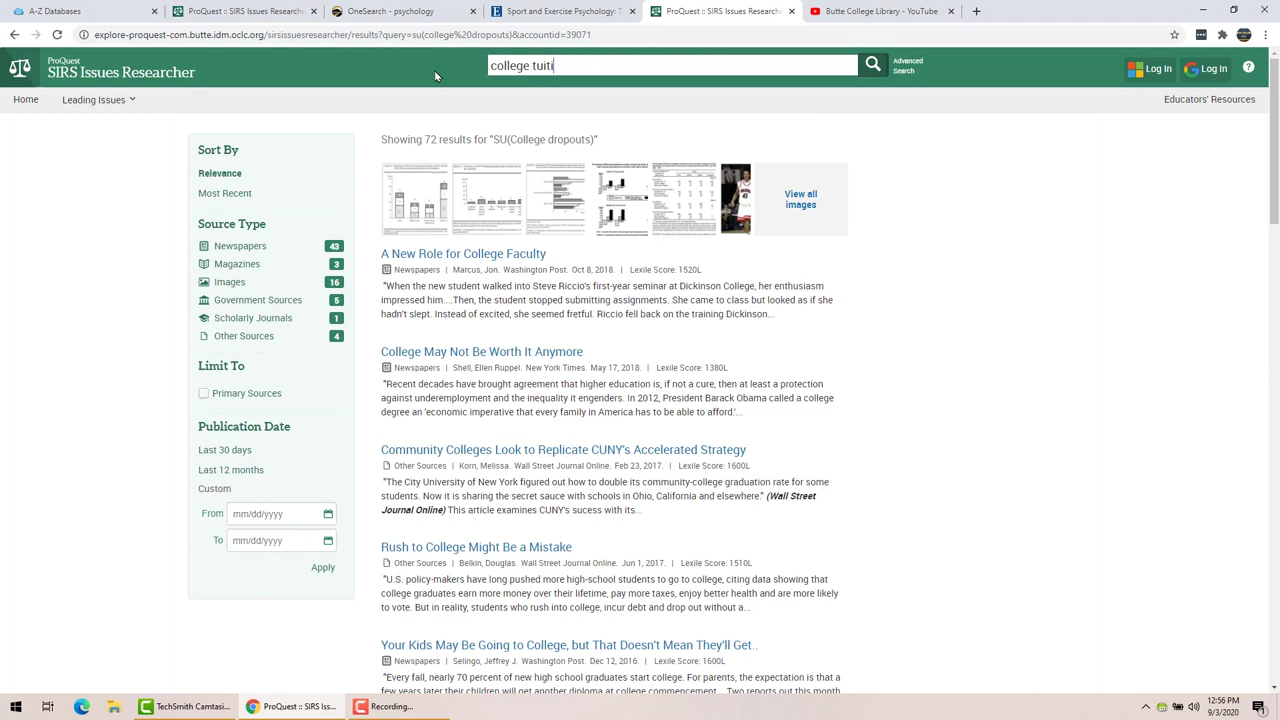 A-Z Databases
ProQuest :: SIRS Issues Researcher
OneSearch - psychology
Sport and Exercise Psychology: T
ProQuest :: SIRS Issues Researcher
Butte College Library - YouTube
explore-proquest-com.butte.idm.oclc.org/sirsissuesresearcher/results?query=su(college%20dropouts)&accountid=39071
ProQuest
SIRS Issues Researcher
college tuiti
Advanced
Search
Log In
Log In
Home
Leading Issues
Educators' Resources
Sort By
Relevance
Most Recent
Source Type
Newspapers 43
Magazines 3
Images 16
Government Sources 5
Scholarly Journals 1
Other Sources 4
Limit To
Primary Sources
Publication Date
Last 30 days
Last 12 months
Custom
From mm/dd/yyyy
To mm/dd/yyyy
Apply
Showing 72 results for "SU(College dropouts)"
View all
images
A New Role for College Faculty
Newspapers | Marcus, Jon. Washington Post. Oct 8, 2018. | Lexile Score: 1520L
"When the new student walked into Steve Riccio's first-year seminar at Dickinson College, her enthusiasm
impressed him....Then, the student stopped submitting assignments. She came to class but looked as if she
hadn't slept. Instead of excited, she seemed fretful. Riccio fell back on the training Dickinson...
College May Not Be Worth It Anymore
Newspapers | Shell, Ellen Ruppel. New York Times. May 17, 2018. | Lexile Score: 1380L
"Recent decades have brought agreement that higher education is, if not a cure, then at least a protection
against underemployment and the inequality it engenders. In 2012, President Barack Obama called a college
degree an 'economic imperative that every family in America has to be able to afford.'...
Community Colleges Look to Replicate CUNY's Accelerated Strategy
Other Sources | Korn, Melissa. Wall Street Journal Online. Feb 23, 2017. | Lexile Score: 1600L
"The City University of New York figured out how to double its community-college graduation rate for some
students. Now it is sharing the secret sauce with schools in Ohio, California and elsewhere." (Wall Street
Journal Online) This article examines CUNY's sucess with its...
Rush to College Might Be a Mistake
Other Sources | Belkin, Douglas. Wall Street Journal Online. Jun 1, 2017. | Lexile Score: 1510L
"U.S. policy-makers have long pushed more high-school students to go to college, citing data showing that
college graduates earn more money over their lifetime, pay more taxes, enjoy better health and are more likely
to vote. But in reality, students who rush into college, incur debt and drop out without a...
Your Kids May Be Going to College, but That Doesn't Mean They'll Get..
Newspapers | Selingo, Jeffrey J. Washington Post. Dec 12, 2016. | Lexile Score: 1600L
"Every fall, nearly 70 percent of new high school graduates start college. For parents, the expectation is that a
few years later their children will get another diploma at college commencement....Two reports out this month
TechSmith Camtasi...
ProQuest :: SIRS Iss...
Recording...
12:56 PM
9/3/2020